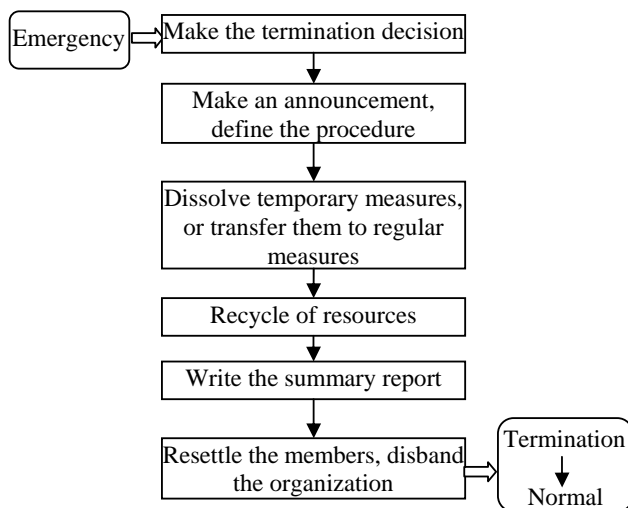 Emergency
Make the termination decision
Make an announcement,
define the procedure
Dissolve temporary measures,
or transfer them to regular
measures
Recycle of resources
Write the summary report
Resettle the members, disband
the organization
Termination
Normal